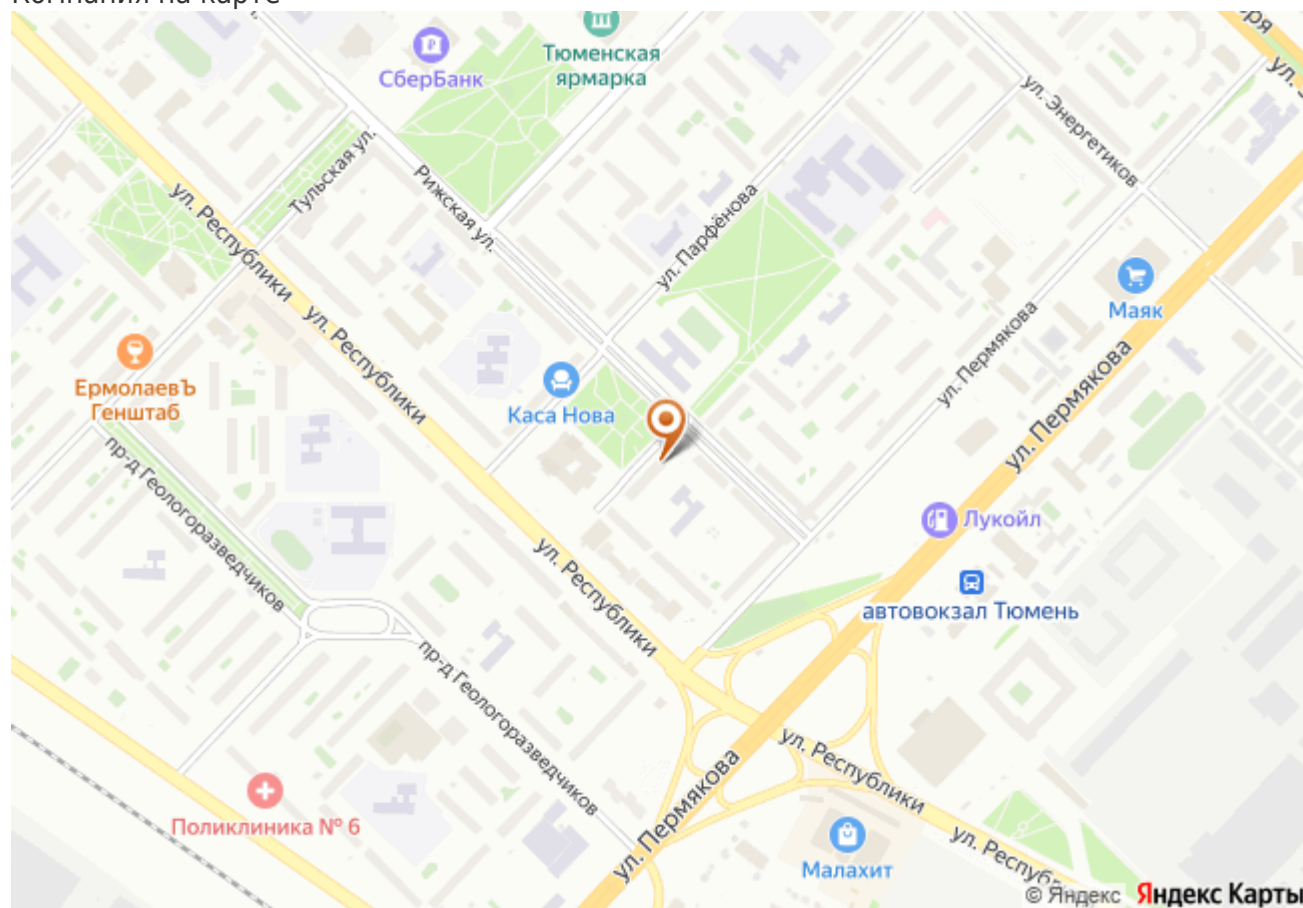 Компания на карте
Тюменская
ярмарка
СберБанк
ул. Энергетиков
Тульская ул.
Рижская ул.
ул. Парфёнова
ул. Республики
ул. Республики
Маяк
ЕрмолаевЪ
Генштаб
Каса Нова
ул. Пермякова
ул. Пермякова
пр-д Геологоразведчиков
Лукойл
ул. Республики
автовокзал Тюмень
пр-д Геологоразведчиков
ул. Республики
Поликлиника № 6
ул. Пермякова
Малахит
ул. Республ
© Яндекс Яндекс Карты